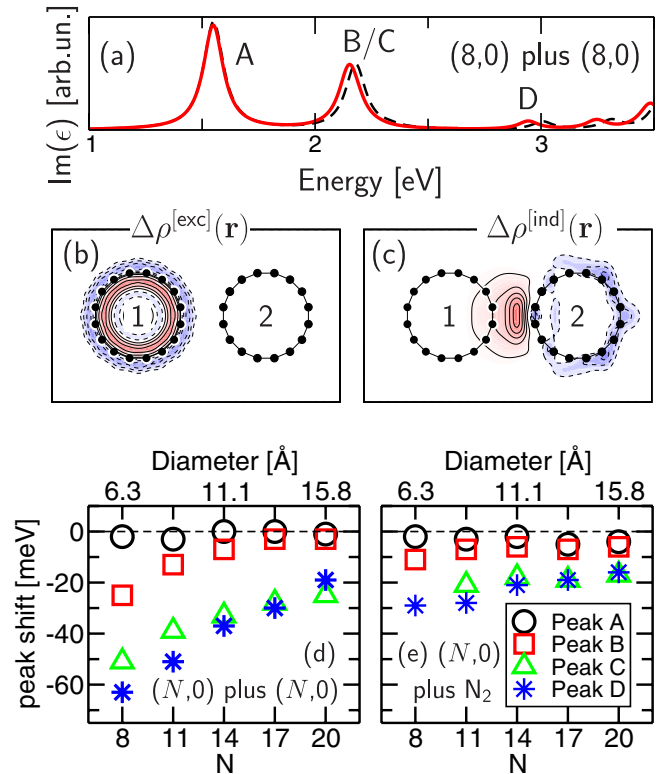 Im(ϵ) [arb.un.]
(a)
A
B/C
(8,0) plus (8,0)
D
1 2 3
Energy [eV]
Δρ^[exc](r)
Δρ^[ind](r)
(b)
1
2
(c)
1
2
Diameter [Å]
Diameter [Å]
6.3 11.1 15.8
6.3 11.1 15.8
peak shift [meV]
0
-20
-40
-60
(d)
(N,0) plus (N,0)
(e) (N,0)
plus N₂
Peak A
Peak B
Peak C
Peak D
8 11 14 17 20
8 11 14 17 20
N
N